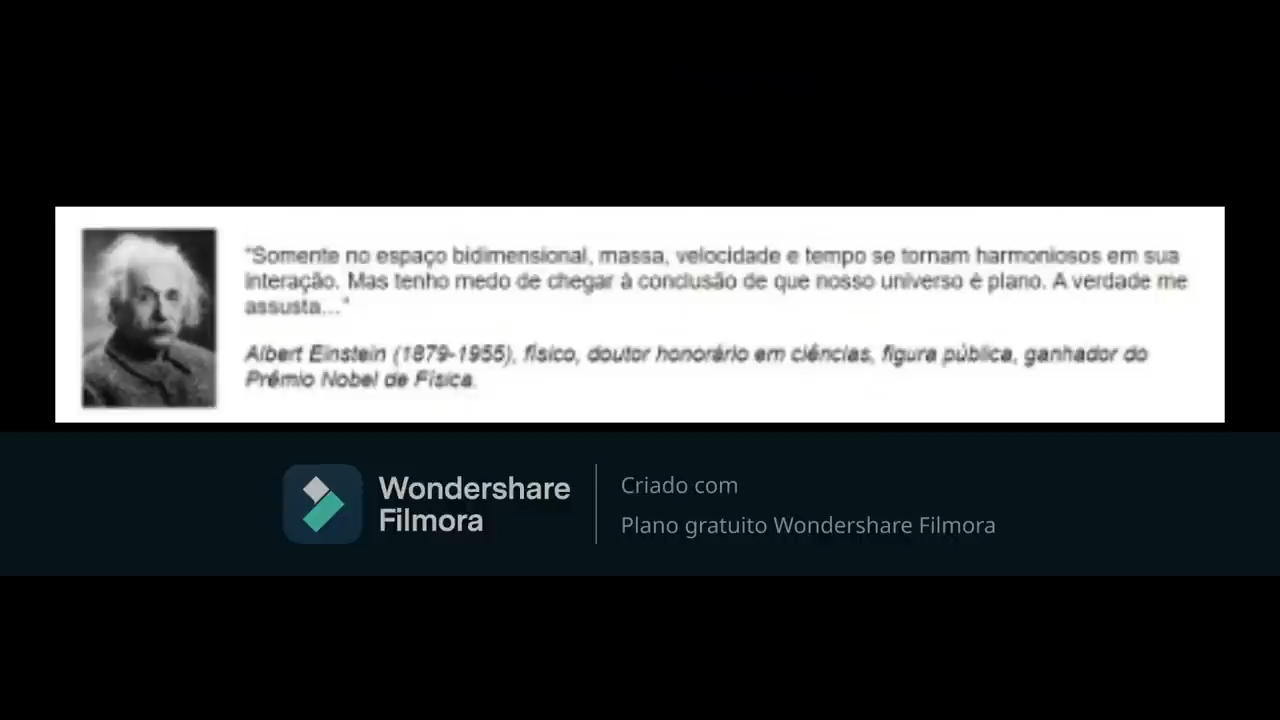 "Somente no espaço bidimensional, massa, velocidade e tempo se tornam harmoniosos em sua
interação. Mas tenho medo de chegar à conclusão de que nosso universo é plano. A verdade me
assusta..."
Albert Einstein (1879-1955), físico, doutor honorário em ciências, figura pública, ganhador do
Prêmio Nobel de Física.
Wondershare
Filmora
Criado com
Plano gratuito Wondershare Filmora